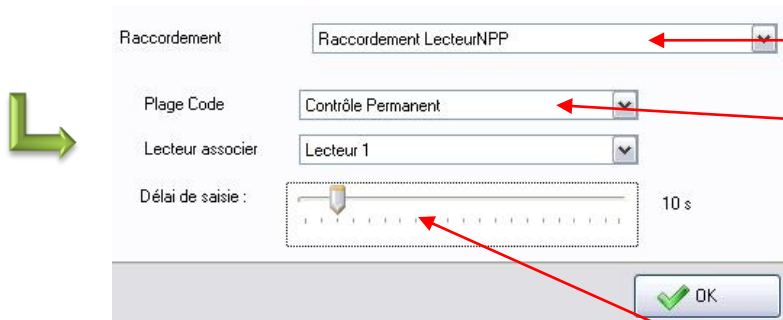 Raccordement Raccordement LecteurNPP
Plage Code Contrôle Permanent
Lecteur associer Lecteur 1
Délai de saisie : 10 s
OK